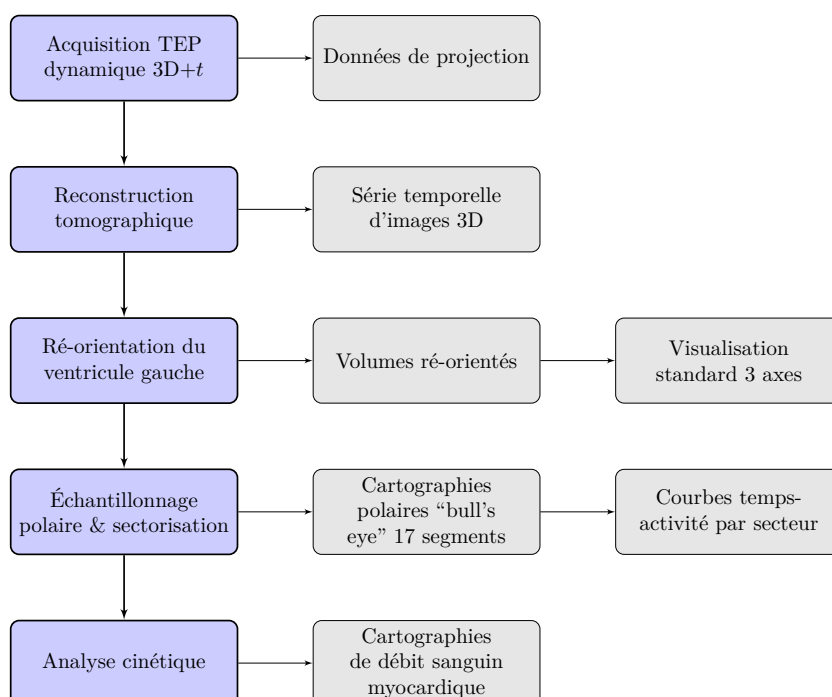 Acquisition TEP
dynamique 3D+t
Données de projection
Reconstruction
tomographique
Série temporelle
d'images 3D
Ré-orientation du
ventricule gauche
Volumes ré-orientés
Visualisation
standard 3 axes
Échantillonnage
polaire & sectorisation
Cartographies
polaires “bull's
eye” 17 segments
Courbes temps-
activité par secteur
Analyse cinétique
Cartographies
de débit sanguin
myocardique